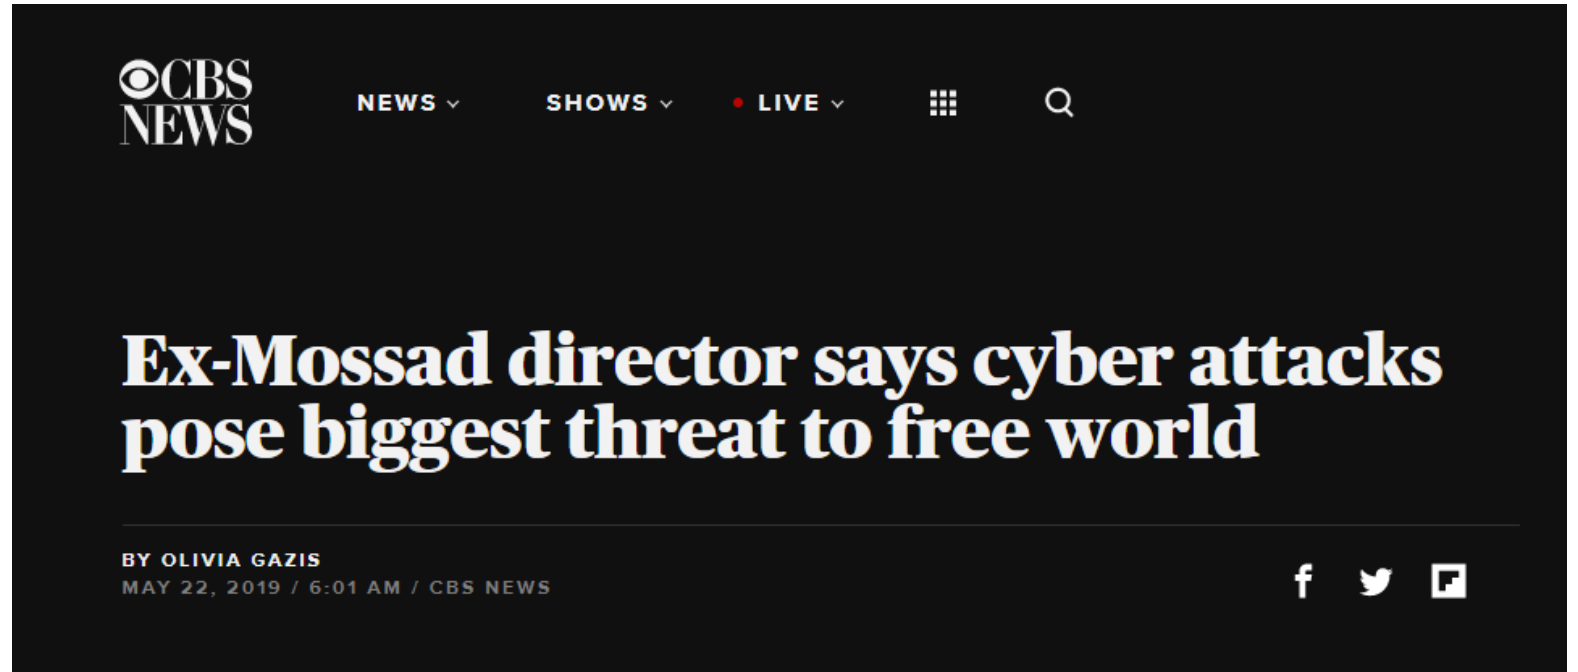 CBS
NEWS
NEWS
SHOWS
LIVE
Ex-Mossad director says cyber attacks
pose biggest threat to free world
BY OLIVIA GAZIS
MAY 22, 2019 / 6:01 AM / CBS NEWS